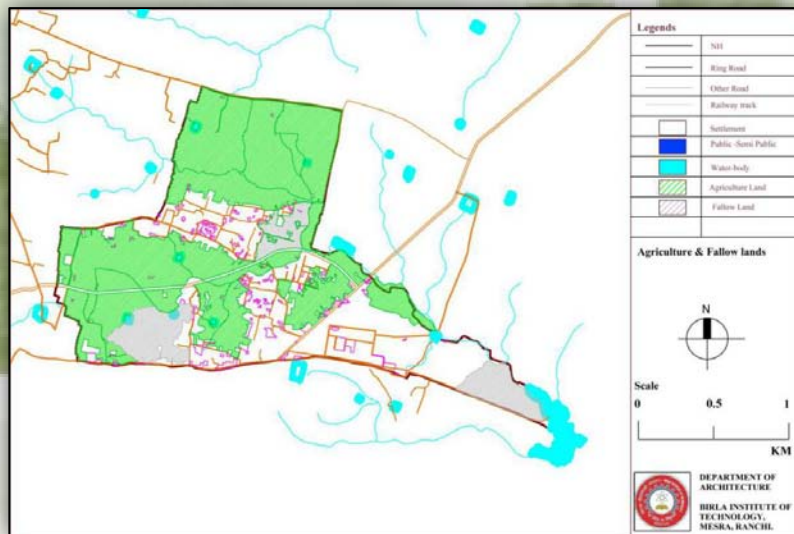 Legends
NH
Ring Road
Other Road
Railway track
Settlement
Public -Semi Public
Water-body
Agriculture Land
Fallow Land
Agriculture & Fallow lands
N
Scale
0 0.5 1
KM
DEPARTMENT OF
ARCHITECTURE
BIRLA INSTITUTE OF
TECHNOLOGY,
MESRA, RANCHI.